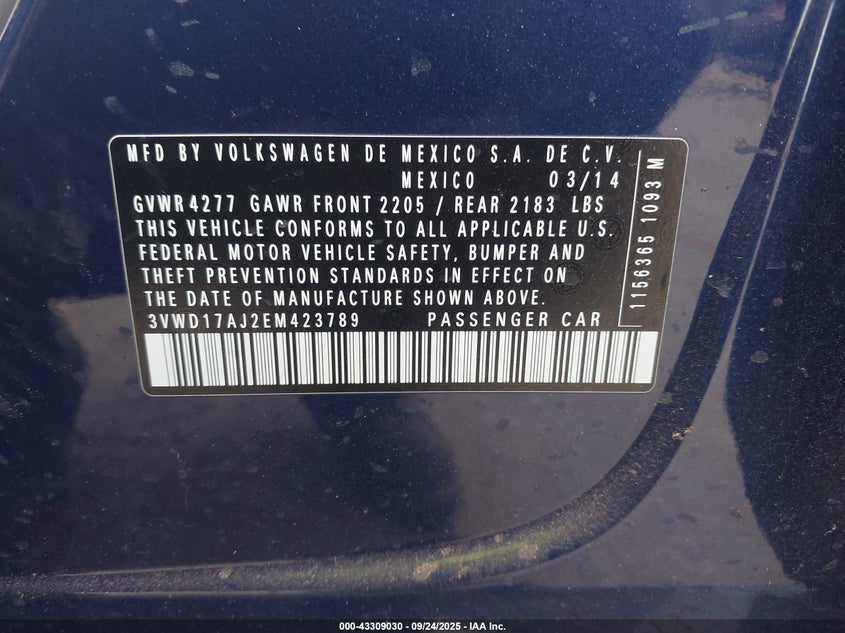 MFD BY VOLKSWAGEN DE MEXICO S.A. DE C.V.
MEXICO 03/14
GVWR4277 GAWR FRONT 2205 / REAR 2183 LBS
THIS VEHICLE CONFORMS TO ALL APPLICABLE U.S.
FEDERAL MOTOR VEHICLE SAFETY, BUMPER AND
THEFT PREVENTION STANDARDS IN EFFECT ON
THE DATE OF MANUFACTURE SHOWN ABOVE.
3VWD17AJ2EM423789 PASSENGER CAR
1156365 1093 M
000-43309030 - 09/24/2025 - IAA Inc.